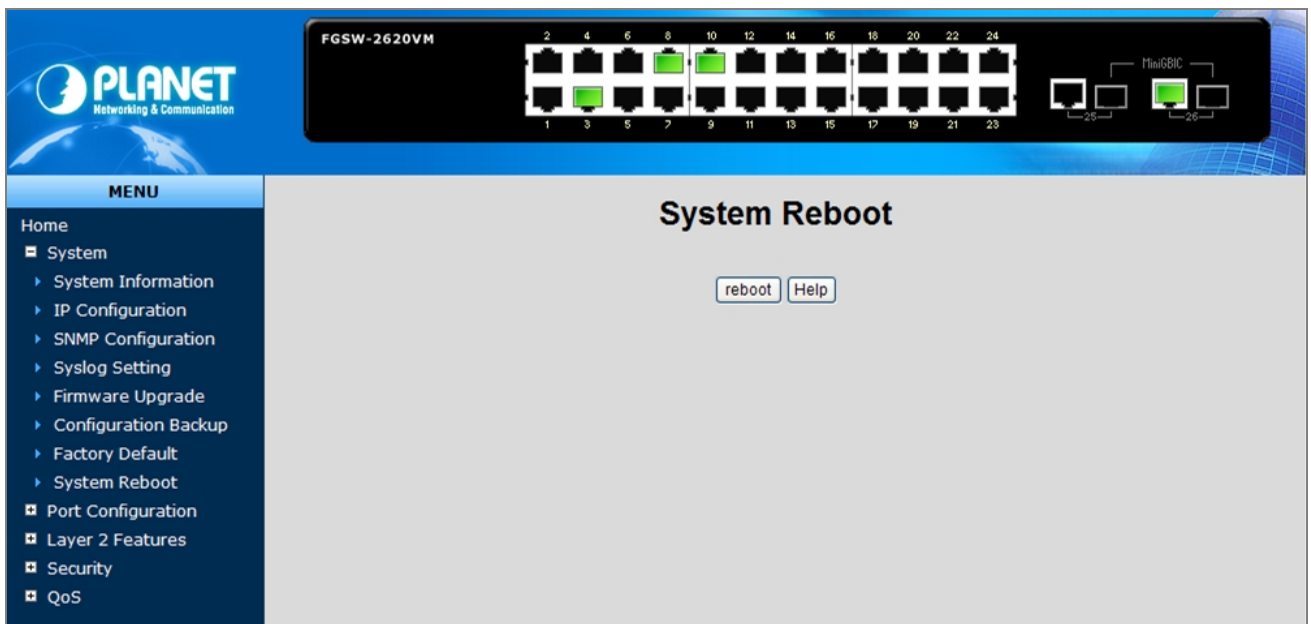 FGSW-2620VM
2 4 6 8 10 12 14 16 18 20 22 24
MiniGBIC
1 3 5 7 9 11 13 15 17 19 21 23
25 26
PLANET
Networking & Communication
MENU
Home
System
System Information
IP Configuration
SNMP Configuration
Syslog Setting
Firmware Upgrade
Configuration Backup
Factory Default
System Reboot
Port Configuration
Layer 2 Features
Security
QoS
System Reboot
reboot Help